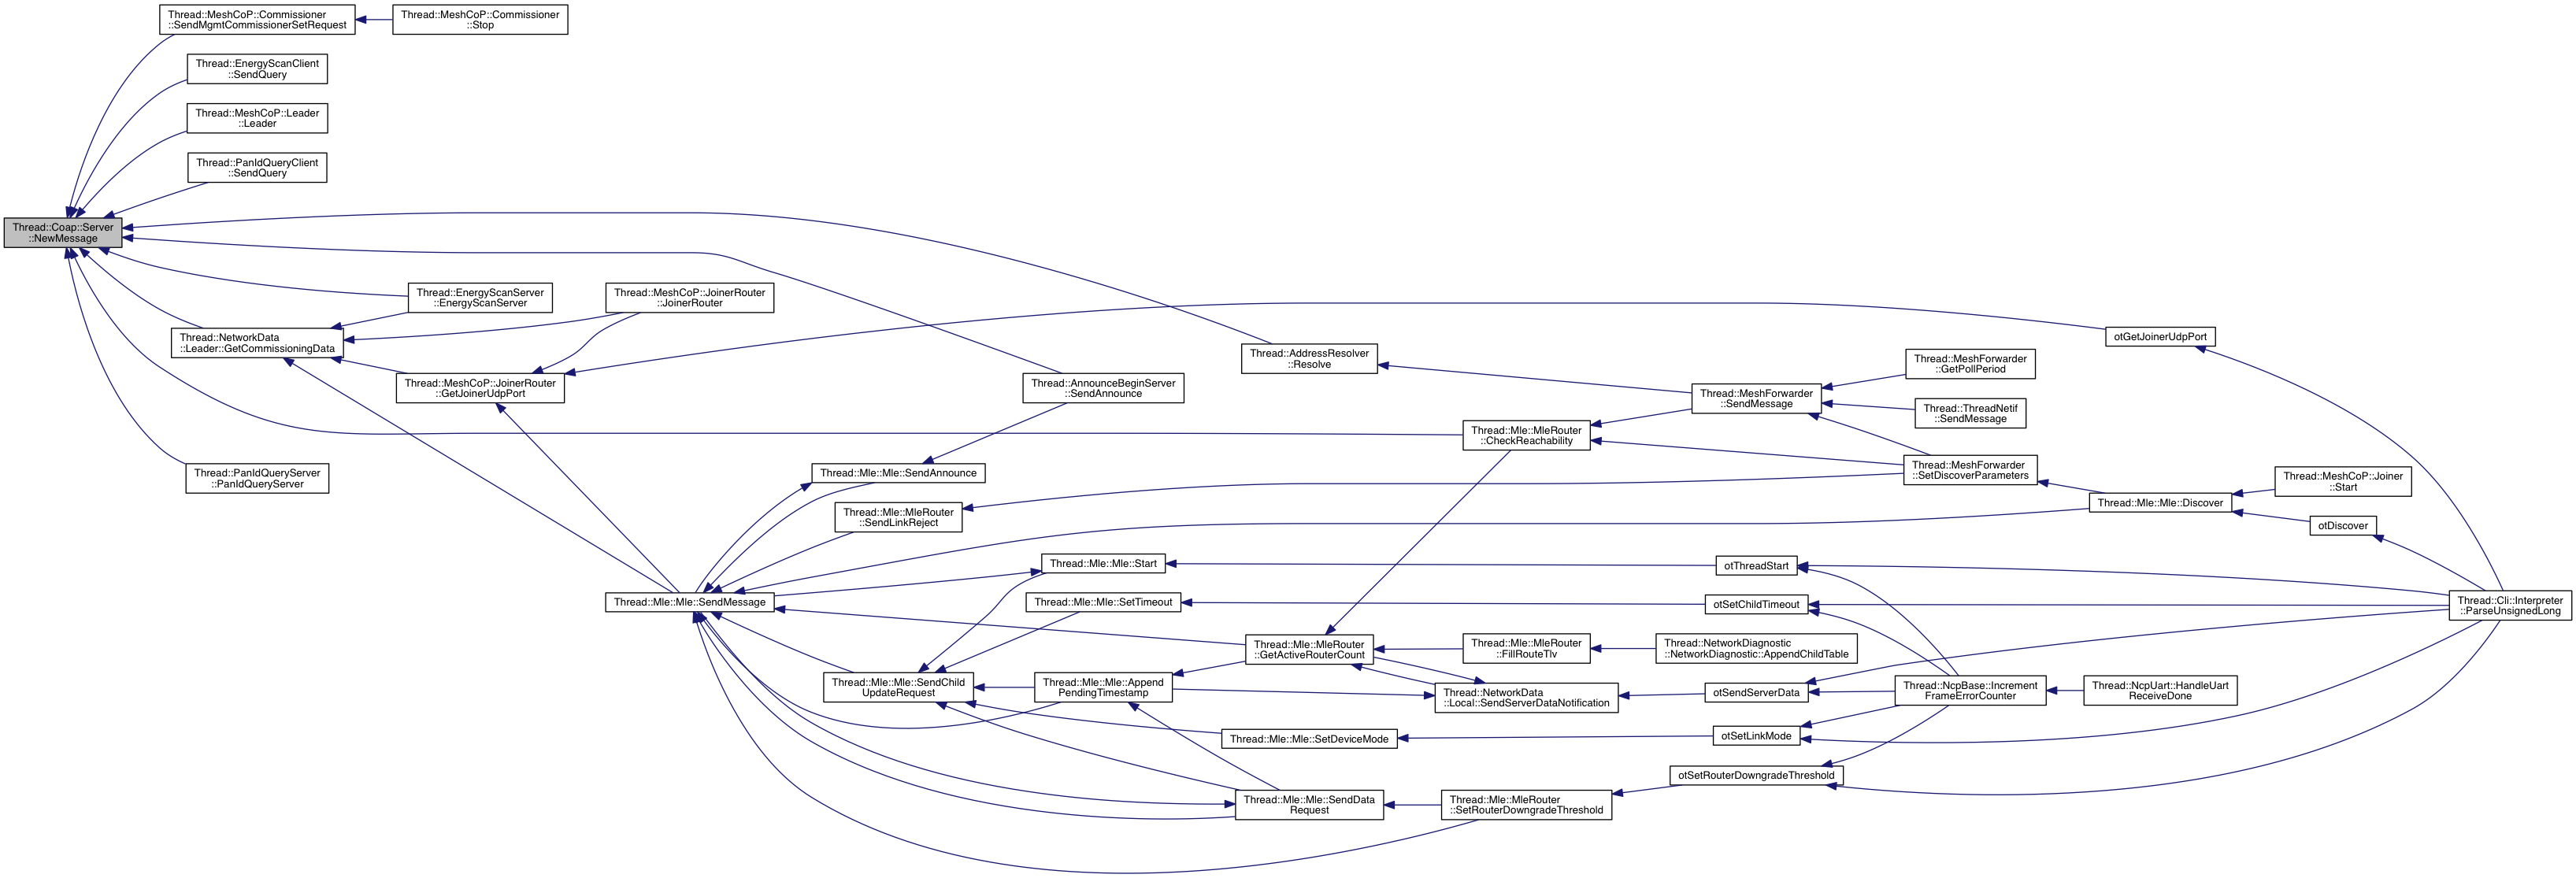 Thread::MeshCoP::Commissioner
::SendMgmtCommissionerSetRequest
Thread::MeshCoP::Commissioner
::Stop
Thread::EnergyScanClient
::SendQuery
Thread::MeshCoP::Leader
::Leader
Thread::PanIdQueryClient
::SendQuery
Thread::Coap::Server
::NewMessage
Thread::EnergyScanServer
::EnergyScanServer
Thread::MeshCoP::JoinerRouter
::JoinerRouter
Thread::NetworkData
::Leader::GetCommissioningData
Thread::MeshCoP::JoinerRouter
::GetJoinerUdpPort
Thread::PanIdQueryServer
::PanIdQueryServer
Thread::AddressResolver
::Resolve
Thread::AnnounceBeginServer
::SendAnnounce
otGetJoinerUdpPort
Thread::MeshForwarder
::GetPollPeriod
Thread::MeshForwarder
::SendMessage
Thread::ThreadNetif
::SendMessage
Thread::Mle::MleRouter
::CheckReachability
Thread::MeshForwarder
::SetDiscoverParameters
Thread::Mle::Mle::SendAnnounce
Thread::Mle::MleRouter
::SendLinkReject
Thread::MeshCoP::Joiner
::Start
Thread::Mle::Mle::Discover
otDiscover
Thread::Mle::Mle::Start
otThreadStart
Thread::Mle::Mle::SendMessage
Thread::Mle::Mle::SetTimeout
otSetChildTimeout
Thread::Cli::Interpreter
::ParseUnsignedLong
Thread::Mle::MleRouter
::GetActiveRouterCount
Thread::Mle::MleRouter
::FillRouteTlv
Thread::NetworkDiagnostic
::NetworkDiagnostic::AppendChildTable
Thread::Mle::Mle::SendChild
UpdateRequest
Thread::Mle::Mle::Append
PendingTimestamp
Thread::NetworkData
::Local::SendServerDataNotification
otSendServerData
Thread::NcpBase::Increment
FrameErrorCounter
Thread::NcpUart::HandleUart
ReceiveDone
Thread::Mle::Mle::SetDeviceMode
otSetLinkMode
otSetRouterDowngradeThreshold
Thread::Mle::Mle::SendData
Request
Thread::Mle::MleRouter
::SetRouterDowngradeThreshold